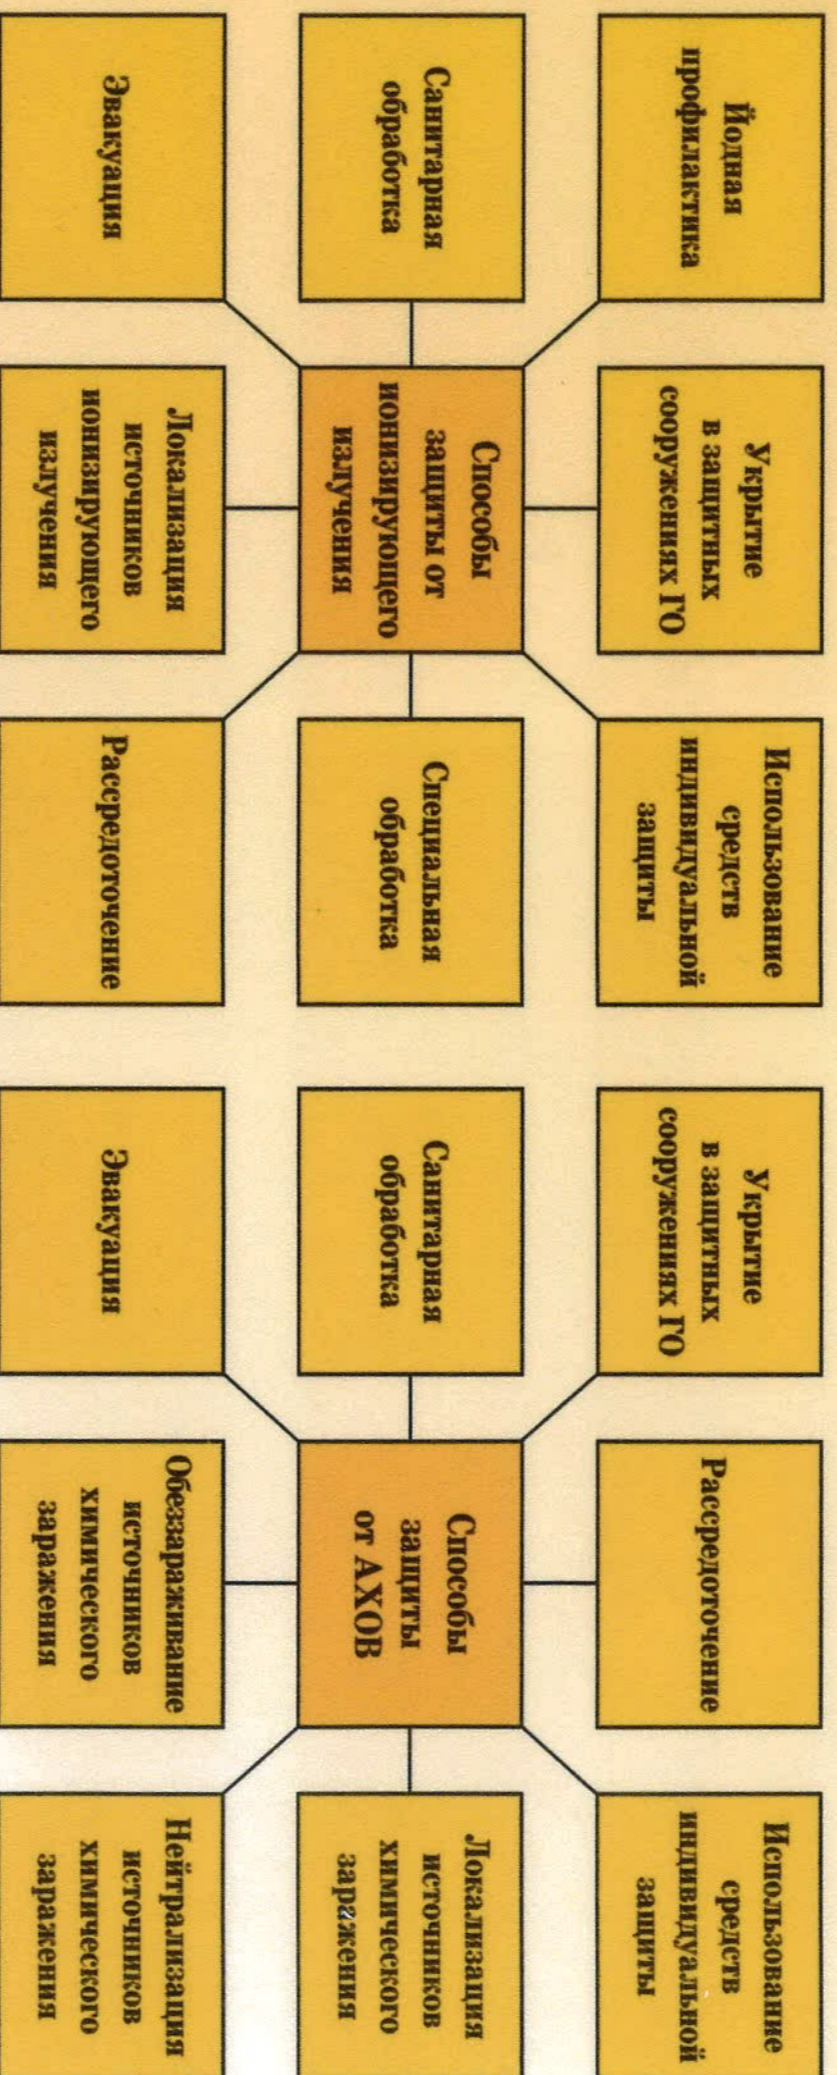 Йодная
профилактика
Укрытие
в защитных
сооружениях ГО
Использование
средств
индивидуальной
защиты
Санитарная
обработка
Способы
защиты от
ионизирующего
излучения
Специальная
обработка
Эвакуация
Локализация
источников
ионизирующего
излучения
Рассредоточение
Укрытие
в защитных
сооружениях ГО
Рассредоточение
Использование
средств
индивидуальной
защиты
Санитарная
обработка
Способы
защиты
от АХОВ
Локализация
источников
химического
заражения
Эвакуация
Обеззараживание
источников
химического
заражения
Нейтрализация
источников
химического
заражения